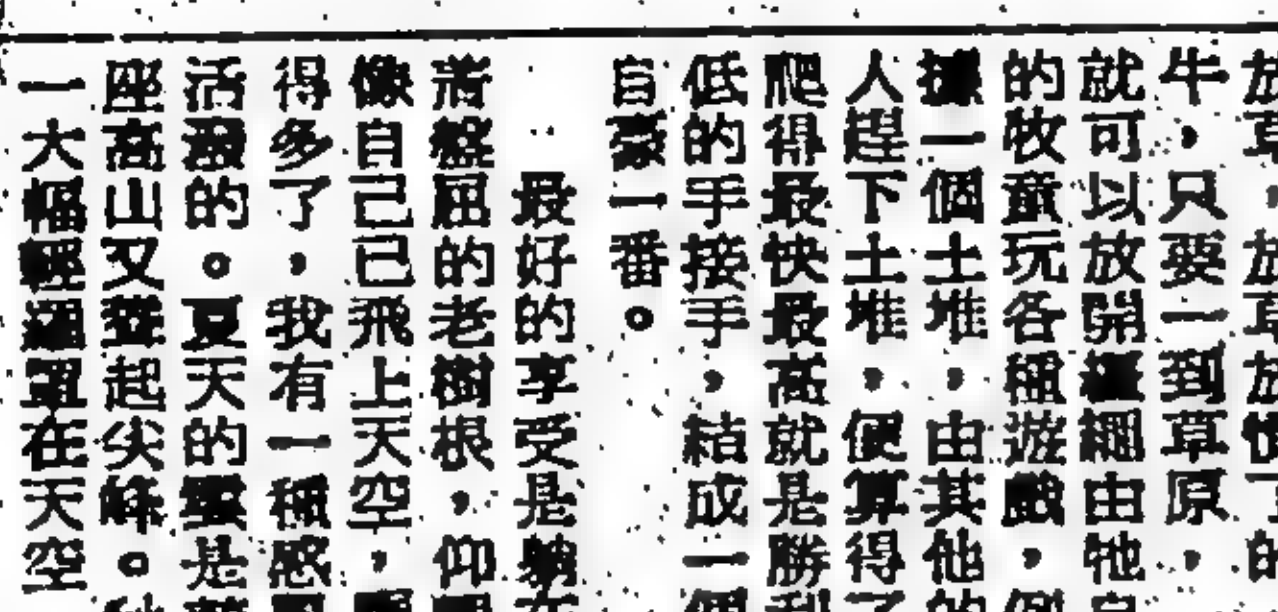 放草，放草放
牛，只要一到草原，
就可以放開繮繩由牠
的牧童玩各種遊戲，例
據一個土堆，由其他的
人趕下土堆，便算得了
爬得最快最高就是勝利
低的手接手，結成一個
自豪一番。
最好的享受是躺在
着盤屈的老樹根，仰
像自己已飛上天空，
得多了，我有一種感
活潑的。夏天的雲是
座高山又聳起尖峰。
一大幅輕羅罩在天空